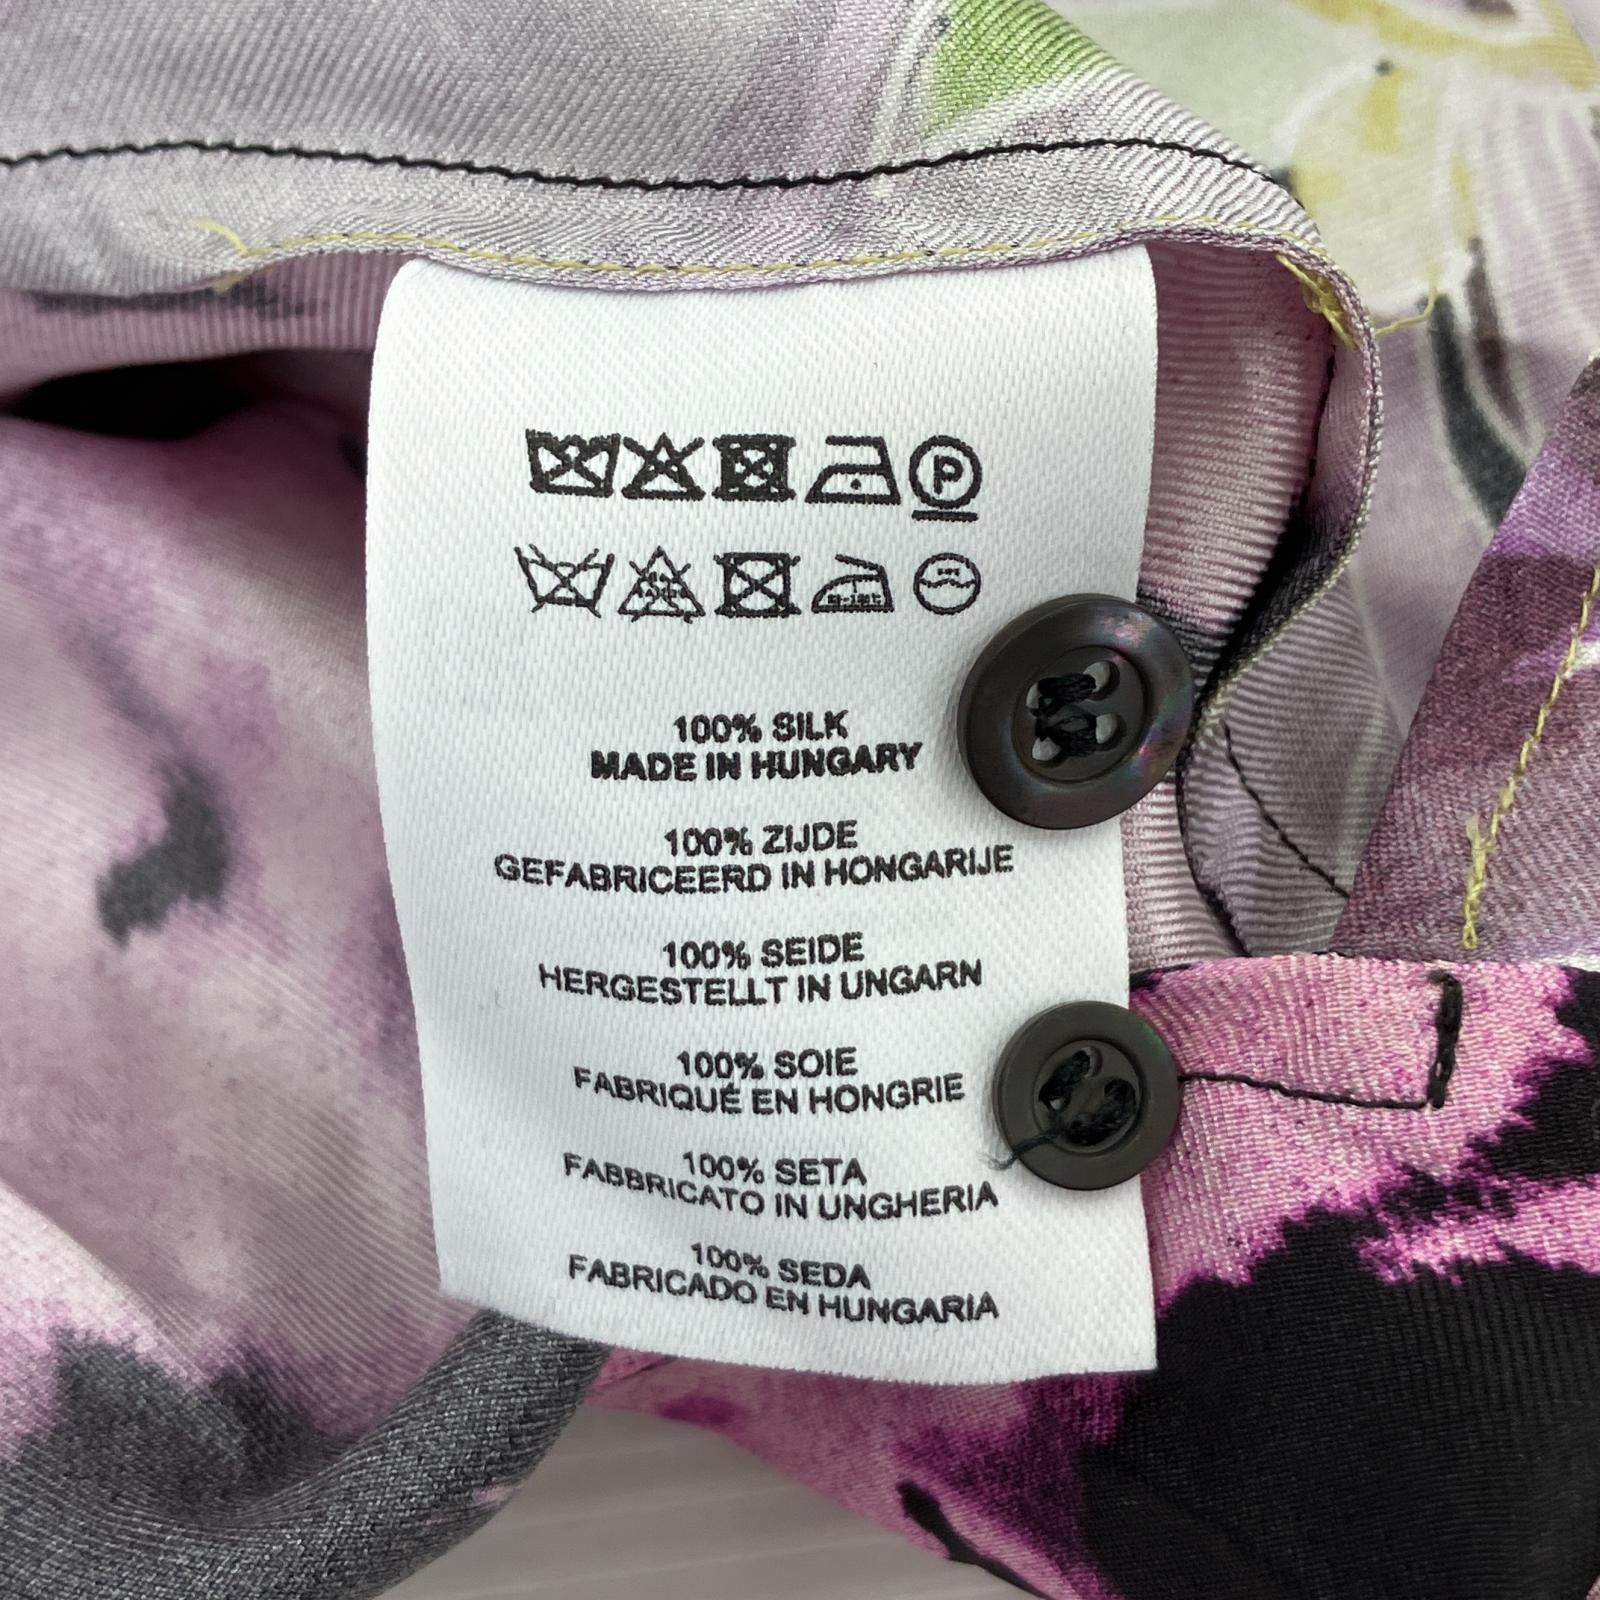 P
100% SILK
MADE IN HUNGARY
100% ZIJDE
GEFABRICEERD IN HONGARIJE
100% SEIDE
HERGESTELLT IN UNGARN
100% SOIE
FABRIQUÉ EN HONGRIE
100% SETA
FABBRICATO IN UNGHERIA
100% SEDA
FABRICADO EN HUNGARIA